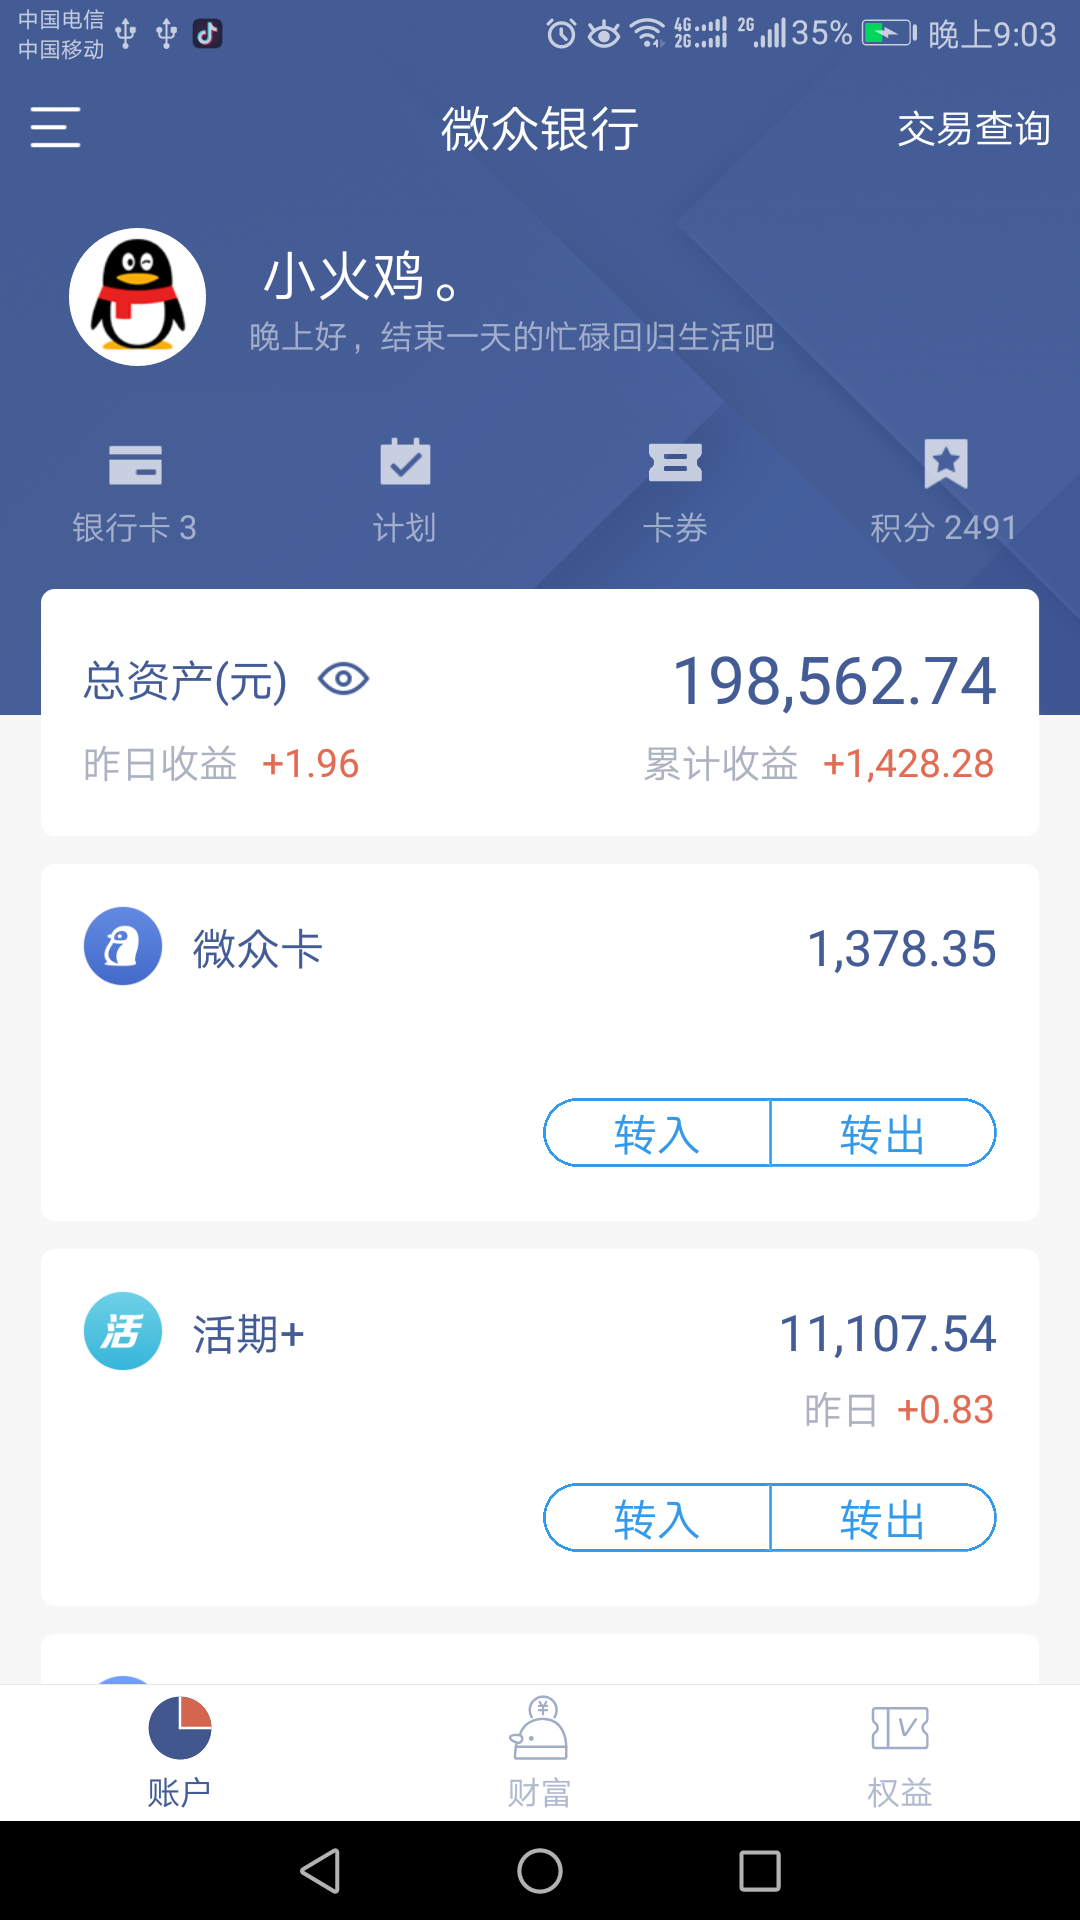 中国电信
中国移动
4G 2G 2G 35% 晚上9:03
微众银行 交易查询
小火鸡。
晚上好，结束一天的忙碌回归生活吧
银行卡 3 计划 卡券 积分 2491
总资产(元) 198,562.74
昨日收益 +1.96 累计收益 +1,428.28
微众卡 1,378.35
转入 转出
活 活期+ 11,107.54
昨日 +0.83
转入 转出
账户 财富 权益